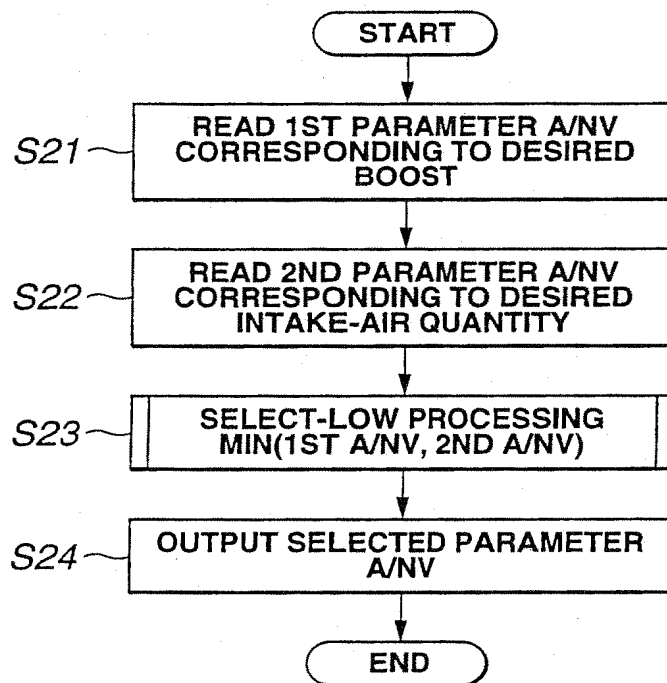 START
S21
READ 1ST PARAMETER A/NV
CORRESPONDING TO DESIRED
BOOST
S22
READ 2ND PARAMETER A/NV
CORRESPONDING TO DESIRED
INTAKE-AIR QUANTITY
S23
SELECT-LOW PROCESSING
MIN(1ST A/NV, 2ND A/NV)
S24
OUTPUT SELECTED PARAMETER
A/NV
END